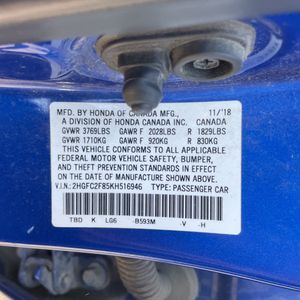 MFD. BY HONDA OF CANADA MFG., 11/18
A DIVISION OF HONDA CANADA INC. CANADA
GVWR 3769LBS GAWR F 2028LBS R 1829LBS
GVWR 1710KG GAWR F 920KG R 830KG
THIS VEHICLE CONFORMS TO ALL APPLICABLE
FEDERAL MOTOR VEHICLE SAFETY, BUMPER,
AND THEFT PREVENTION STANDARDS
IN EFFECT ON THE DATE
OF MANUFACTURE SHOWN ABOVE.
V.I.N.: 2HGFC2F85KH516946 TYPE: PASSENGER CAR
TBD K LG6 -B593M -V -H